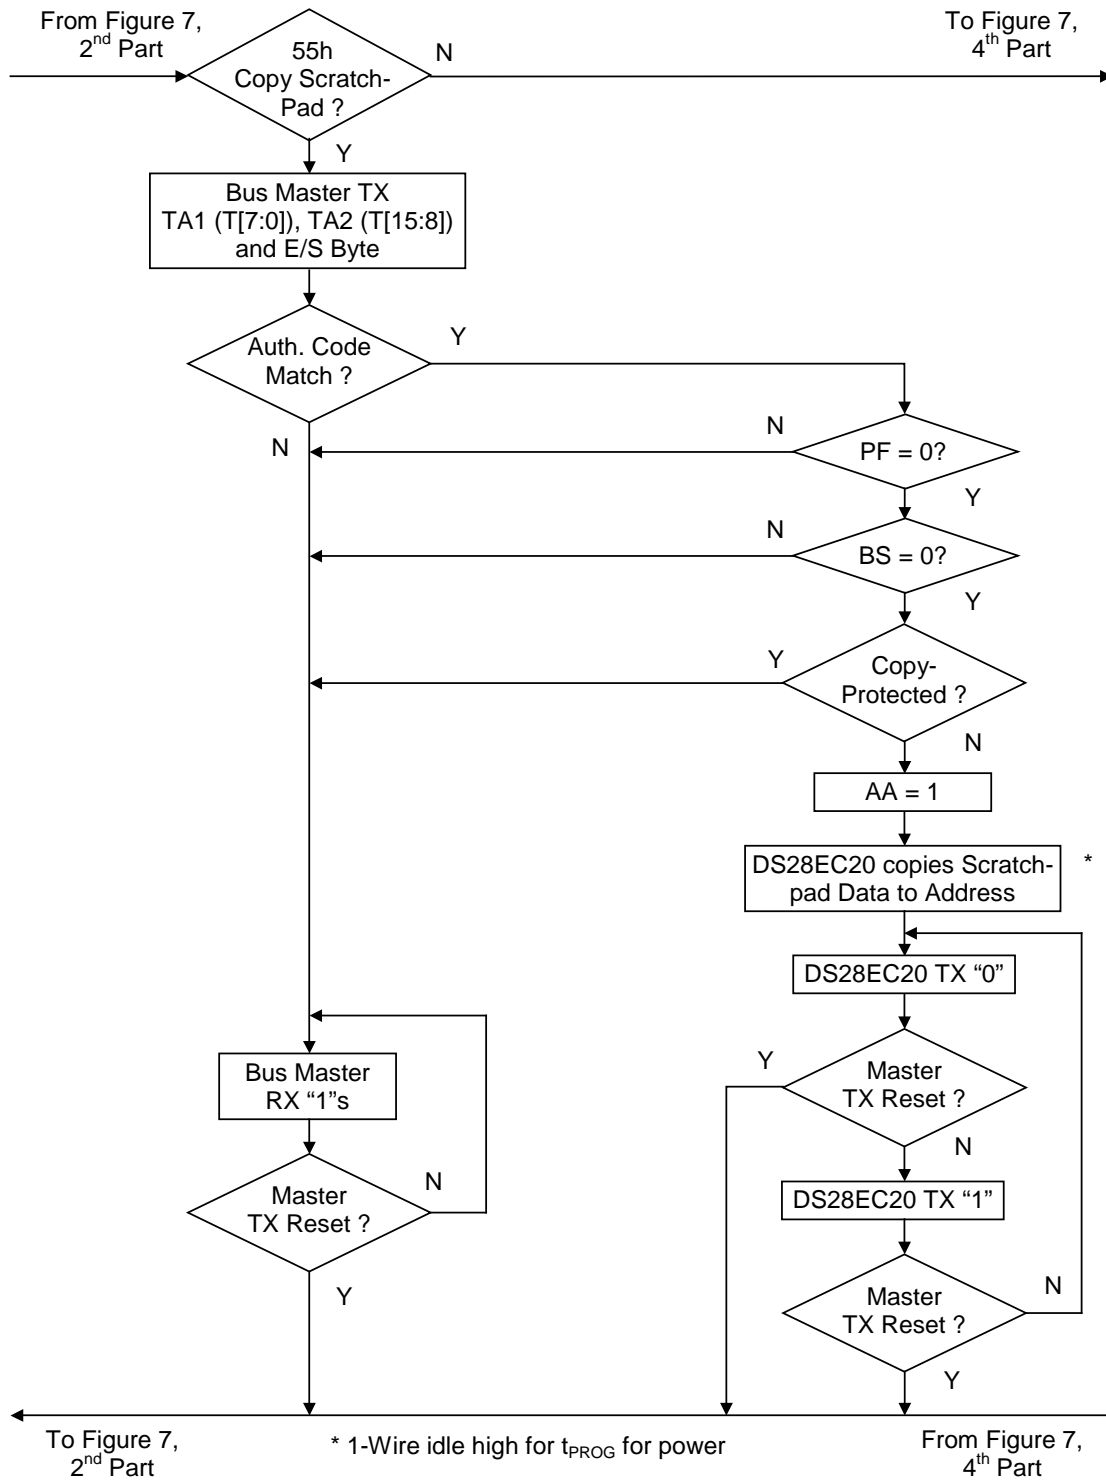 From Figure 7,
2nd Part
To Figure 7,
4th Part
55h
Copy Scratch-
Pad ?
N
Y
Bus Master TX
TA1 (T[7:0]), TA2 (T[15:8])
and E/S Byte
Auth. Code
Match ?
Y
N
N
PF = 0?
Y
N
BS = 0?
Y
Y
Copy-
Protected ?
N
AA = 1
DS28EC20 copies Scratch-
pad Data to Address
*
DS28EC20 TX “0”
Y
Master
TX Reset ?
N
Bus Master
RX “1”s
DS28EC20 TX “1”
Master
TX Reset ?
N
Y
Master
TX Reset ?
N
Y
To Figure 7,
2nd Part
* 1-Wire idle high for tPROG for power
From Figure 7,
4th Part